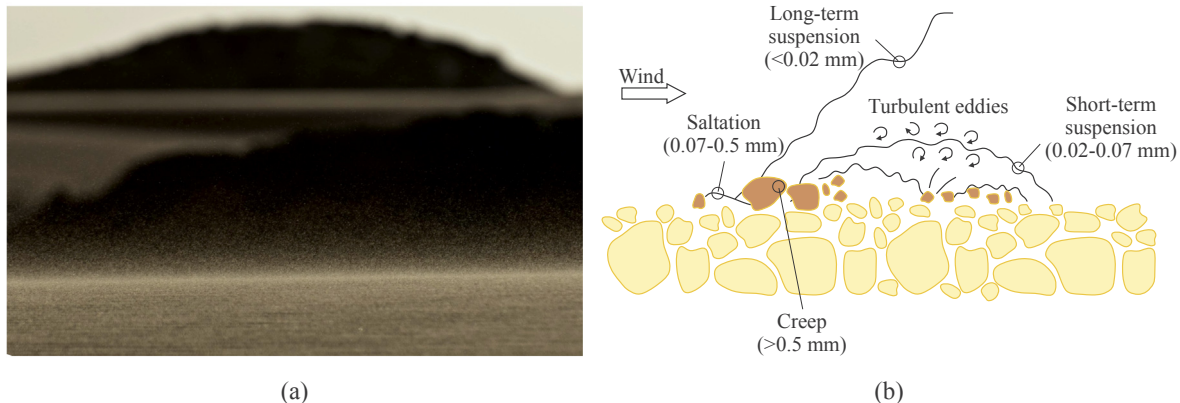 Long-term
suspension
(<0.02 mm)
Wind
Turbulent eddies
Short-term
suspension
(0.02-0.07 mm)
Saltation
(0.07-0.5 mm)
Creep
(>0.5 mm)
(a)
(b)